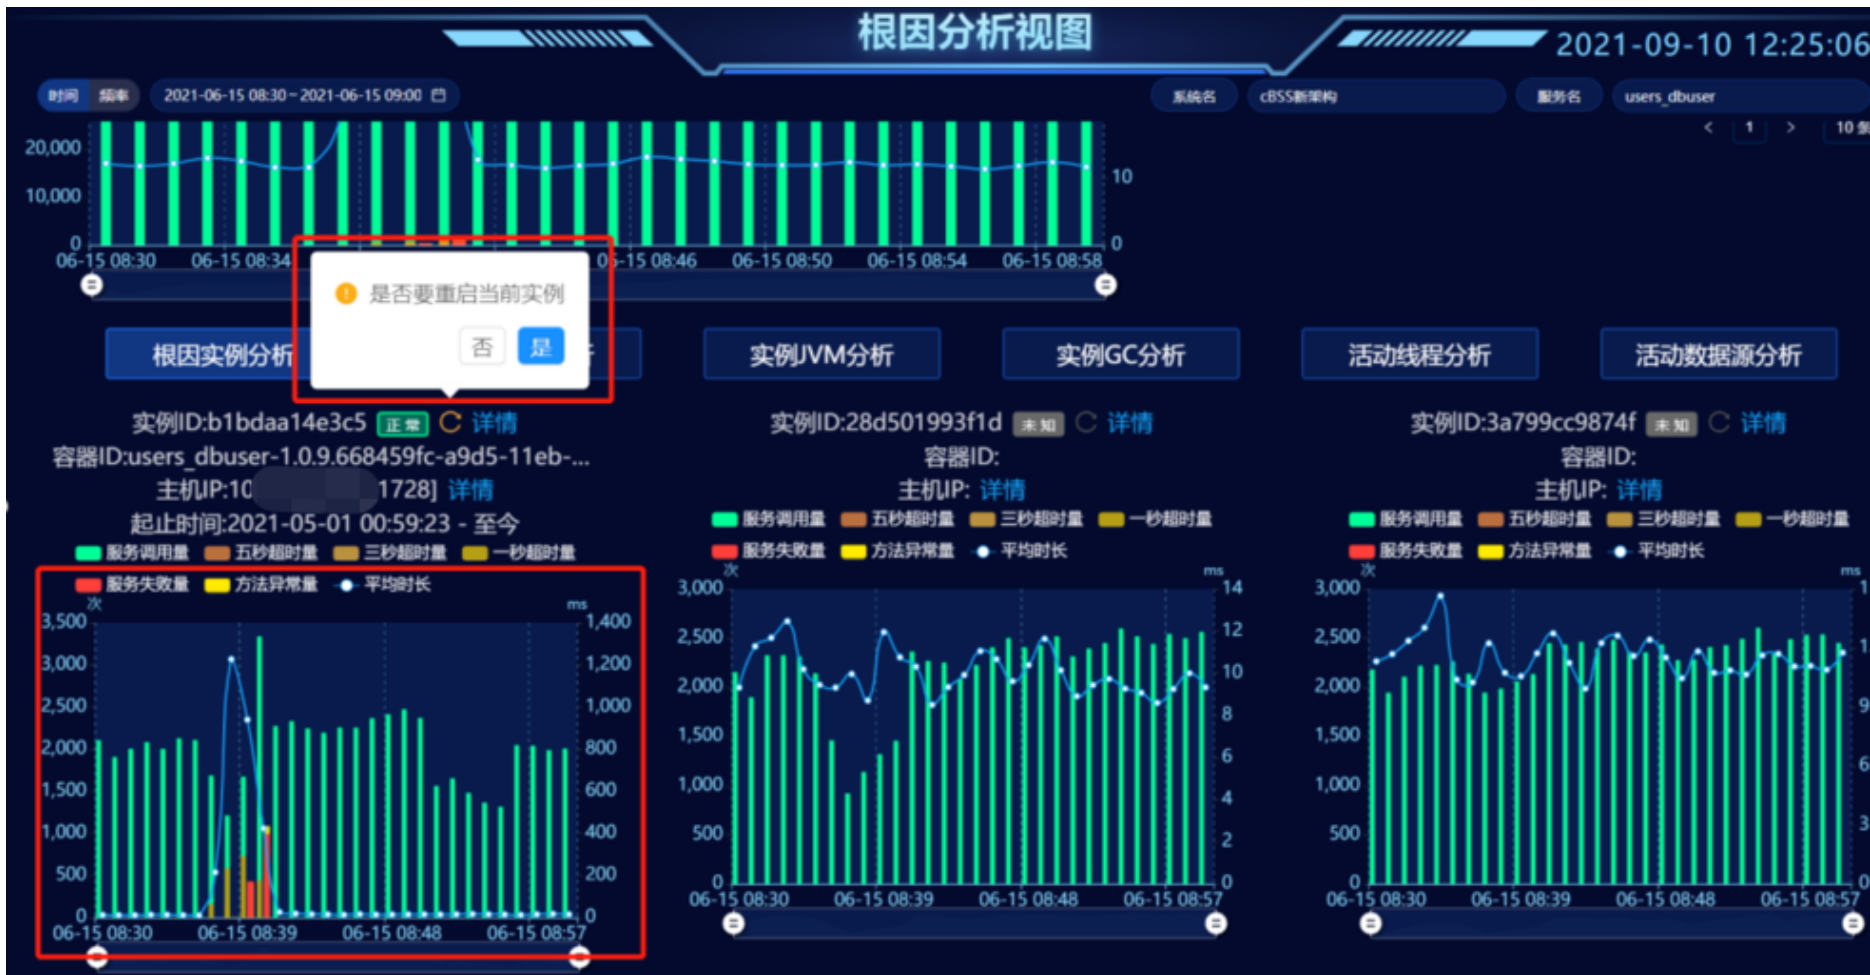 根因分析视图
2021-09-10 12:25:06
时间 频率 2021-06-15 08:30~2021-06-15 09:00 系统名 cBSS新架构 服务名 users_dbuser
< 1 > 10 条
20,000
10,000
0
10
0
06-15 08:30 06-15 08:34 06-15 08:46 06-15 08:50 06-15 08:54 06-15 08:58
是否要重启当前实例
否 是
根因实例分析 实例JVM分析 实例GC分析 活动线程分析 活动数据源分析
实例ID:b1bdaa14e3c5 正常 详情
容器ID:users_dbuser-1.0.9.668459fc-a9d5-11eb-...
主机IP:10 1728] 详情
起止时间:2021-05-01 00:59:23 - 至今
服务调用量 五秒超时量 三秒超时量 一秒超时量
服务失败量 方法异常量 平均时长
次 ms
3,500 1,400
3,000 1,200
2,500 1,000
2,000 800
1,500 600
1,000 400
500 200
0 0
06-15 08:30 06-15 08:39 06-15 08:48 06-15 08:57
实例ID:28d501993f1d 未知 详情
容器ID:
主机IP: 详情
服务调用量 五秒超时量 三秒超时量 一秒超时量
服务失败量 方法异常量 平均时长
次 ms
3,000 14
2,500 12
2,000 10
1,500 8
1,000 6
500 4
0 2
0
06-15 08:30 06-15 08:39 06-15 08:48 06-15 08:57
实例ID:3a799cc9874f 未知 详情
容器ID:
主机IP: 详情
服务调用量 五秒超时量 三秒超时量 一秒超时量
服务失败量 方法异常量 平均时长
次 ms
3,000
2,500
2,000 9
1,500 6
1,000 3
500 0
0
06-15 08:30 06-15 08:39 06-15 08:48 06-15 08:57